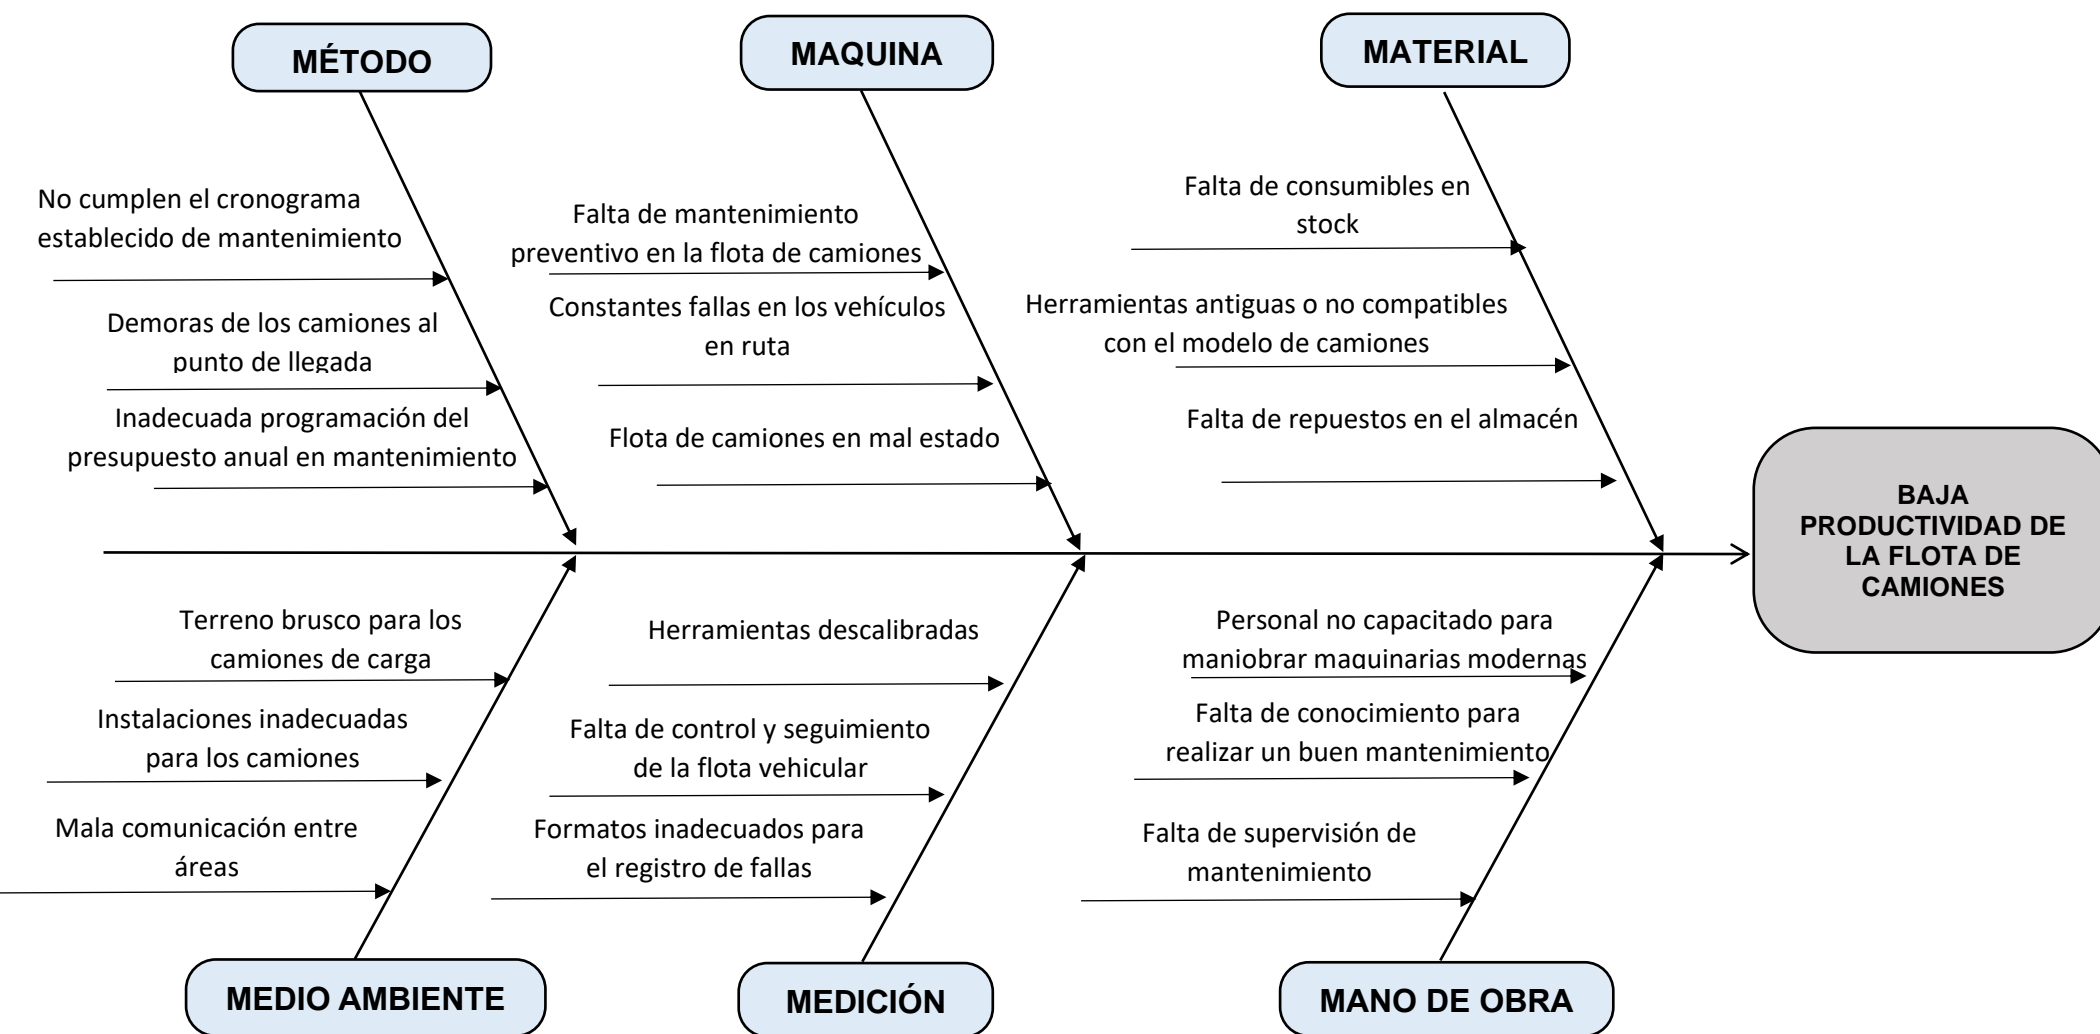 MÉTODO
MAQUINA
MATERIAL
No cumplen el cronograma
establecido de mantenimiento
Demoras de los camiones al
punto de llegada
Inadecuada programación del
presupuesto anual en mantenimiento
Falta de mantenimiento
preventivo en la flota de camiones
Constantes fallas en los vehículos
en ruta
Flota de camiones en mal estado
Falta de consumibles en
stock
Herramientas antiguas o no compatibles
con el modelo de camiones
Falta de repuestos en el almacén
BAJA
PRODUCTIVIDAD DE
LA FLOTA DE
CAMIONES
Terreno brusco para los
camiones de carga
Instalaciones inadecuadas
para los camiones
Mala comunicación entre
áreas
Herramientas descalibradas
Falta de control y seguimiento
de la flota vehicular
Formatos inadecuados para
el registro de fallas
Personal no capacitado para
maniobrar maquinarias modernas
Falta de conocimiento para
realizar un buen mantenimiento
Falta de supervisión de
mantenimiento
MEDIO AMBIENTE
MEDICIÓN
MANO DE OBRA